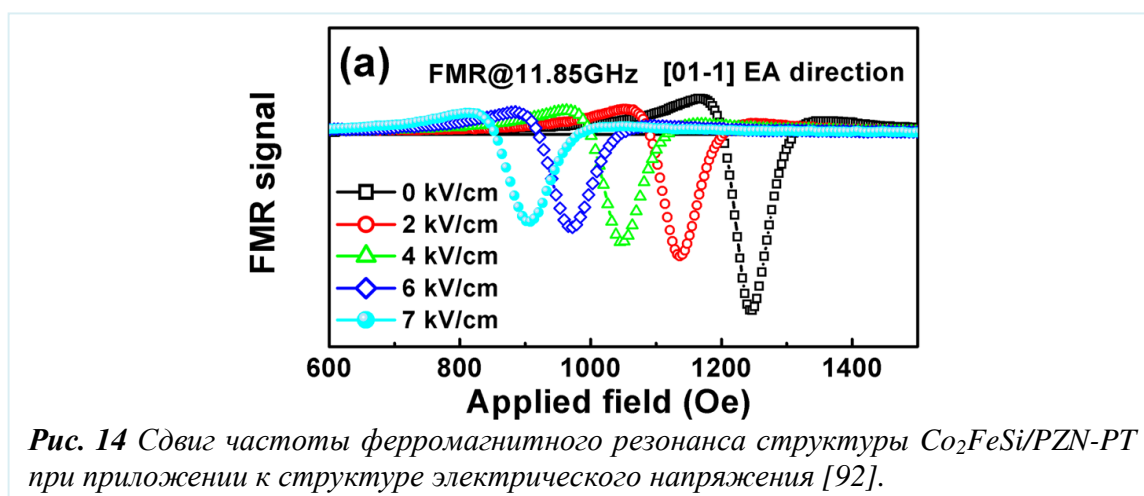 (a) FMR@11.85GHz [01-1] EA direction
FMR signal
0 kV/cm
2 kV/cm
4 kV/cm
6 kV/cm
7 kV/cm
600 800 1000 1200 1400
Applied field (Oe)
Рис. 14 Сдвиг частоты ферромагнитного резонанса структуры Co₂FeSi/PZN-PT
при приложении к структуре электрического напряжения [92].